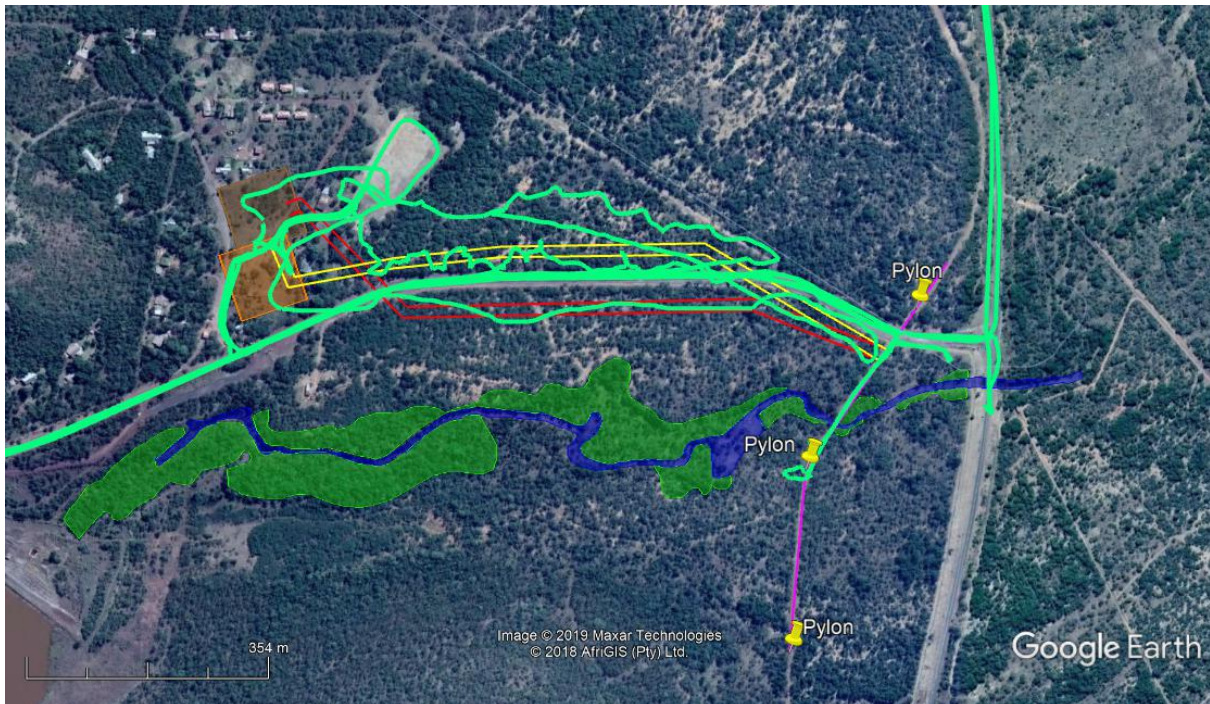 Pylon
Pylon
Pylon
354 m
Image © 2019 Maxar Technologies
© 2018 AfriGIS (Pty) Ltd.
Google Earth